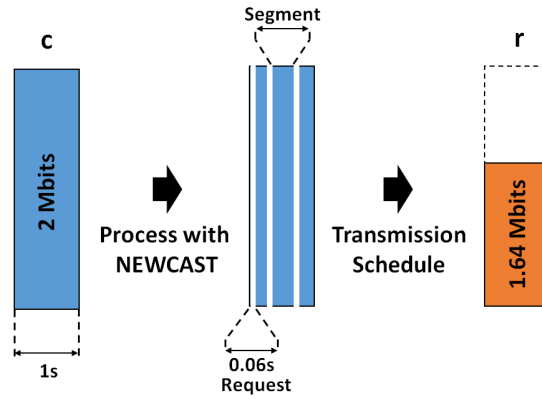 Segment
c
r
2 Mbits
Process with
NEWCAST
Transmission
Schedule
1.64 Mbits
1s
0.06s
Request